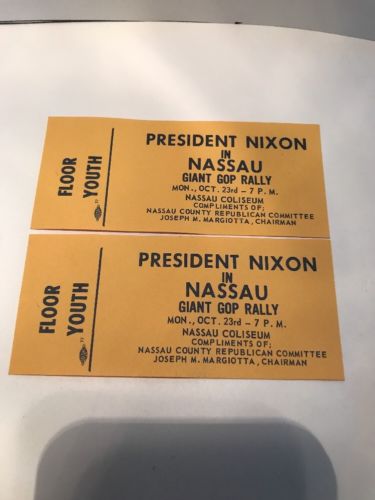 FLOOR
YOUTH
PRESIDENT NIXON
IN
NASSAU
GIANT GOP RALLY
MON., OCT. 23rd – 7 P. M.
NASSAU COLISEUM
COMPLIMENTS OF;
NASSAU COUNTY REPUBLICAN COMMITTEE
JOSEPH M. MARGIOTTA, CHAIRMAN
FLOOR
YOUTH
PRESIDENT NIXON
IN
NASSAU
GIANT GOP RALLY
MON., OCT. 23rd – 7 P. M.
NASSAU COLISEUM
COMPLIMENTS OF;
NASSAU COUNTY REPUBLICAN COMMITTEE
JOSEPH M. MARGIOTTA, CHAIRMAN